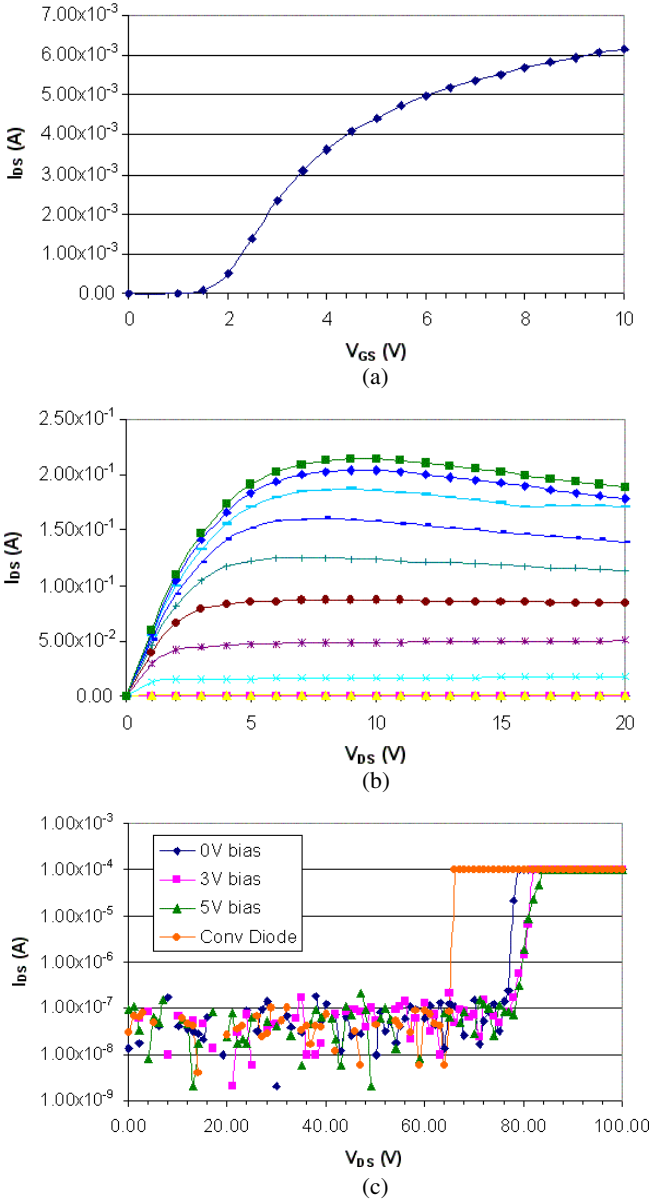 7.00x10-3
6.00x10-3
5.00x10-3
4.00x10-3
3.00x10-3
2.00x10-3
1.00x10-3
0.00
IDS (A)
0 2 4 6 8 10
VGS (V)
(a)
2.50x10-1
2.00x10-1
1.50x10-1
1.00x10-1
5.00x10-2
0.00
IDS (A)
0 5 10 15 20
VDS (V)
(b)
1.00x10-3
1.00x10-4
1.00x10-5
1.00x10-6
1.00x10-7
1.00x10-8
1.00x10-9
IDS (A)
0V bias
3V bias
5V bias
Conv Diode
0.00 20.00 40.00 60.00 80.00 100.00
VDS (V)
(c)